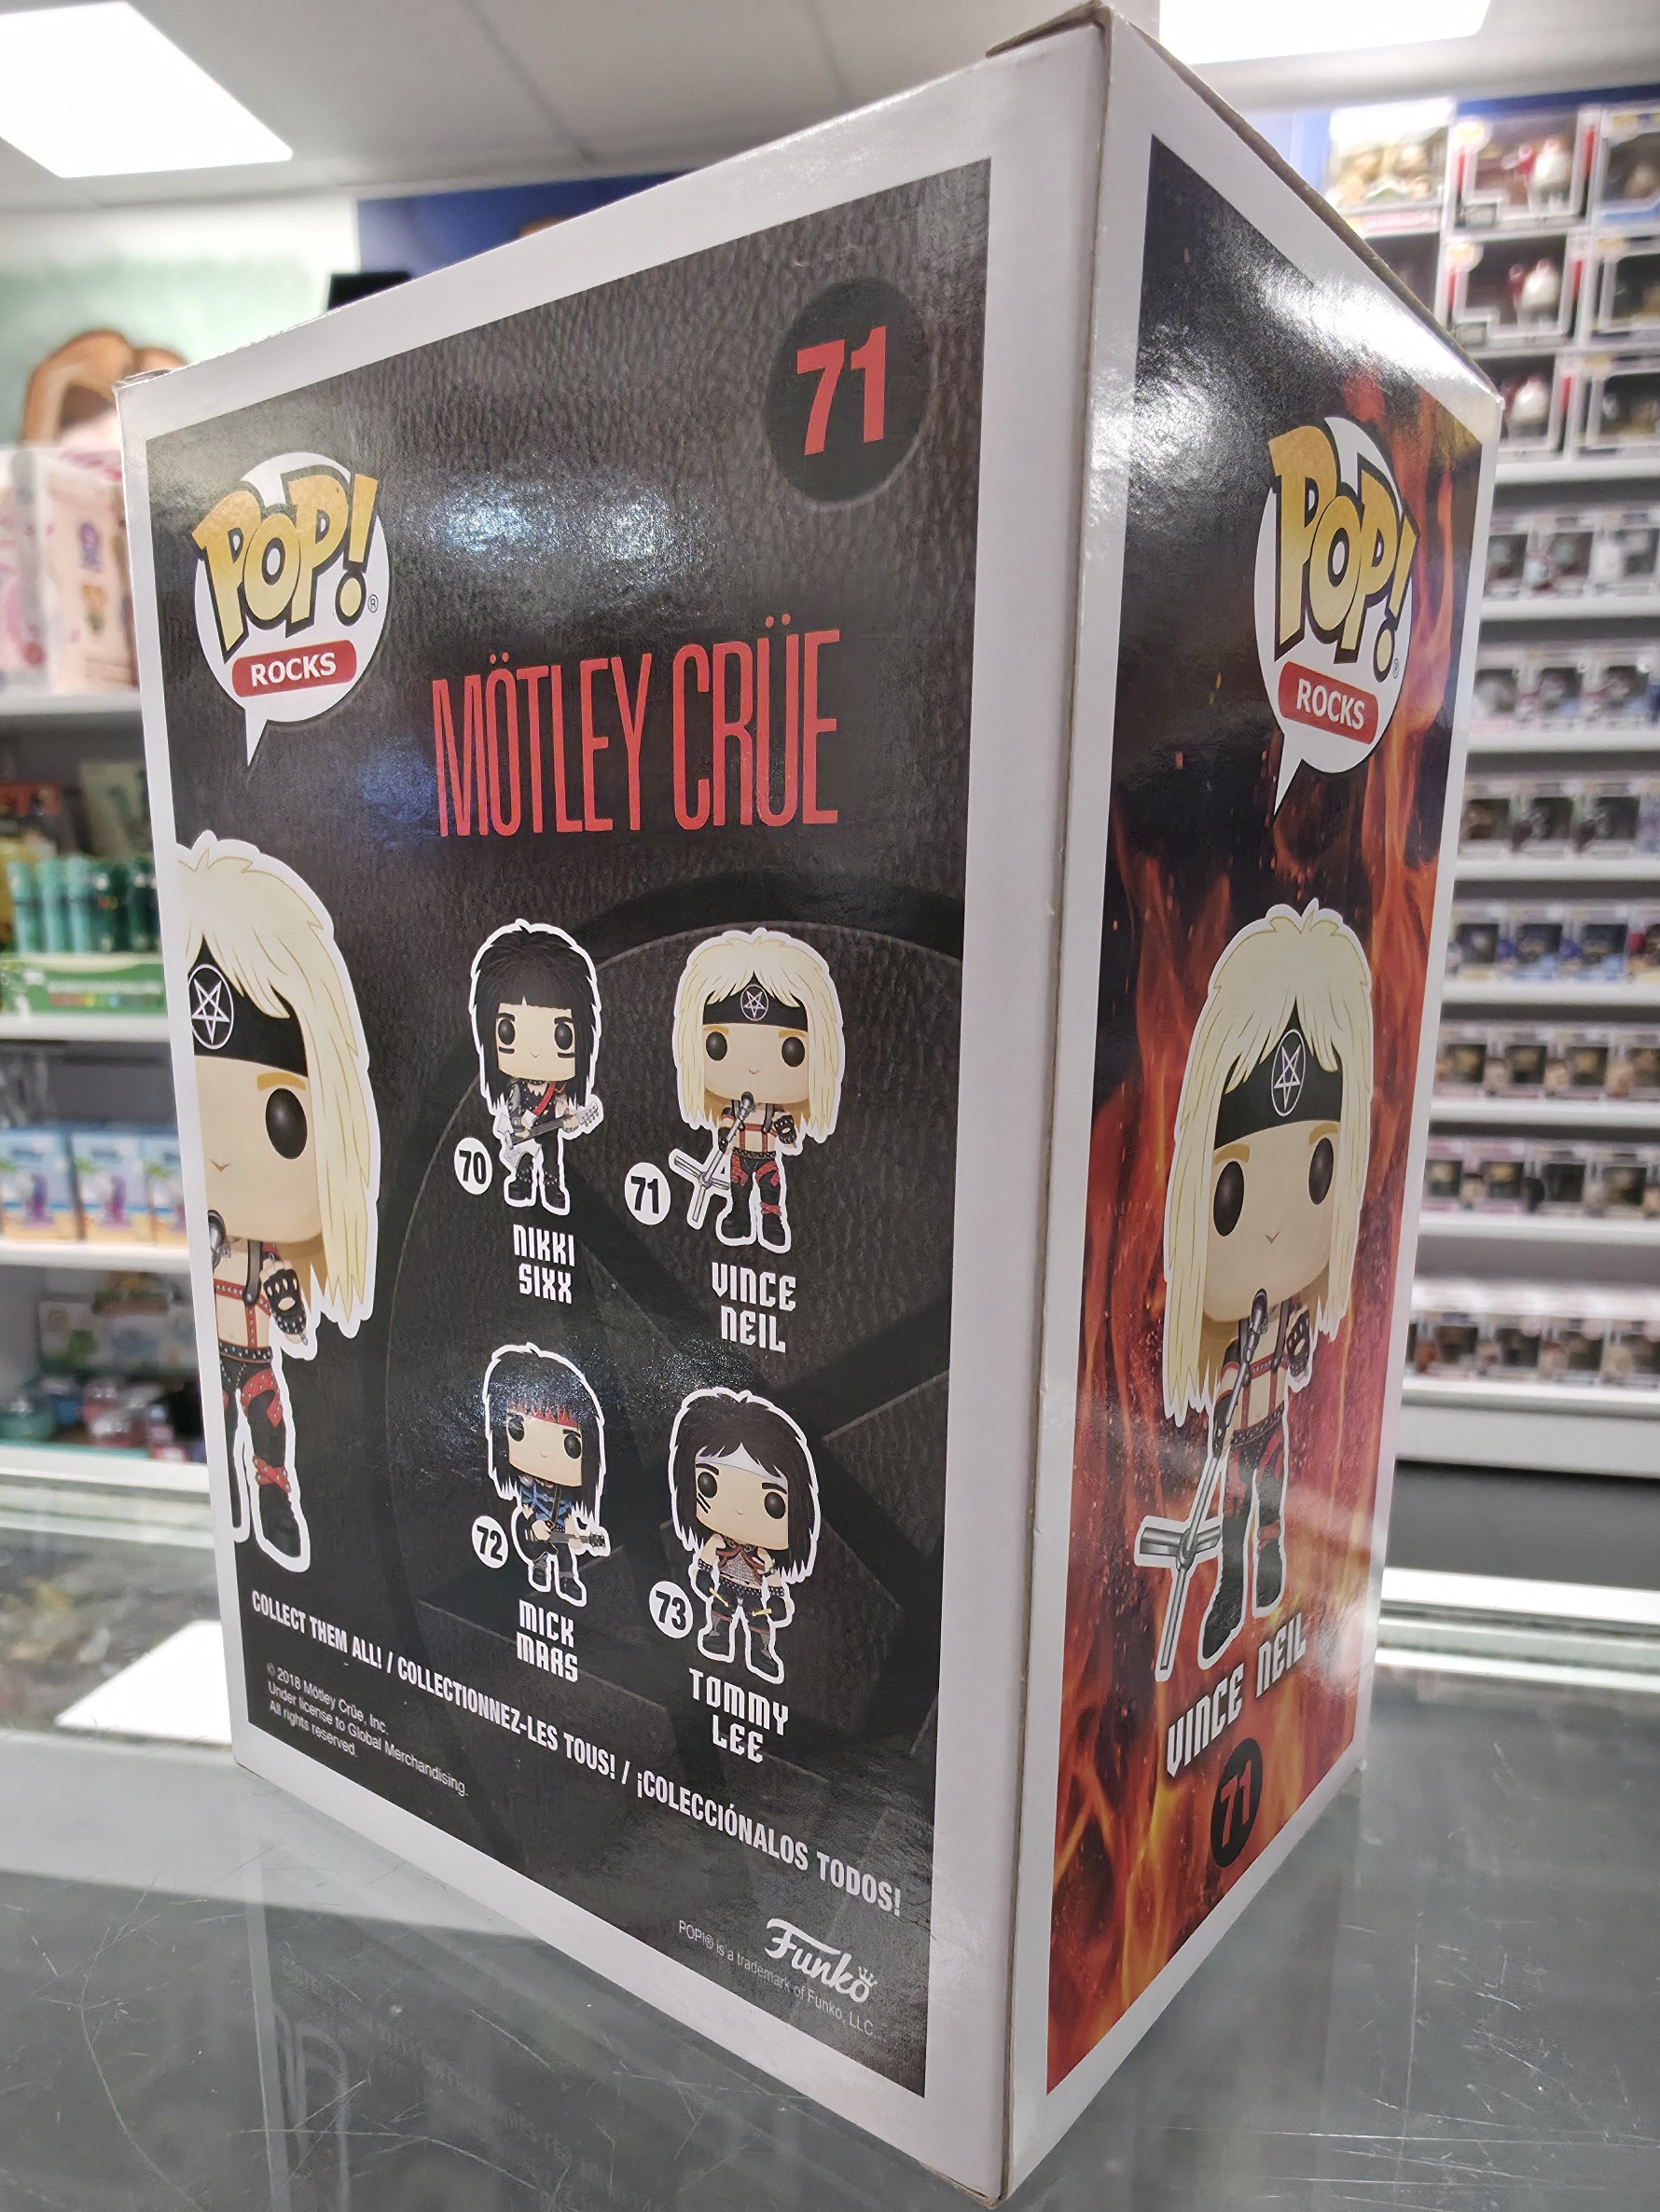 71
POP!®
ROCKS
MÖTLEY CRÜE
70
NIKKI
SIXX
71
VINCE
NEIL
72
MICK
MARS
73
TOMMY
LEE
COLLECT THEM ALL! / COLLECTIONNEZ-LES TOUS! / ¡COLECCIÓNALOS TODOS!
© 2018 Mötley Crüe, Inc.
Under license to Global Merchandising.
All rights reserved.
Funko
POP!® is a trademark of Funko, LLC
POP!®
ROCKS
VINCE NEIL
71